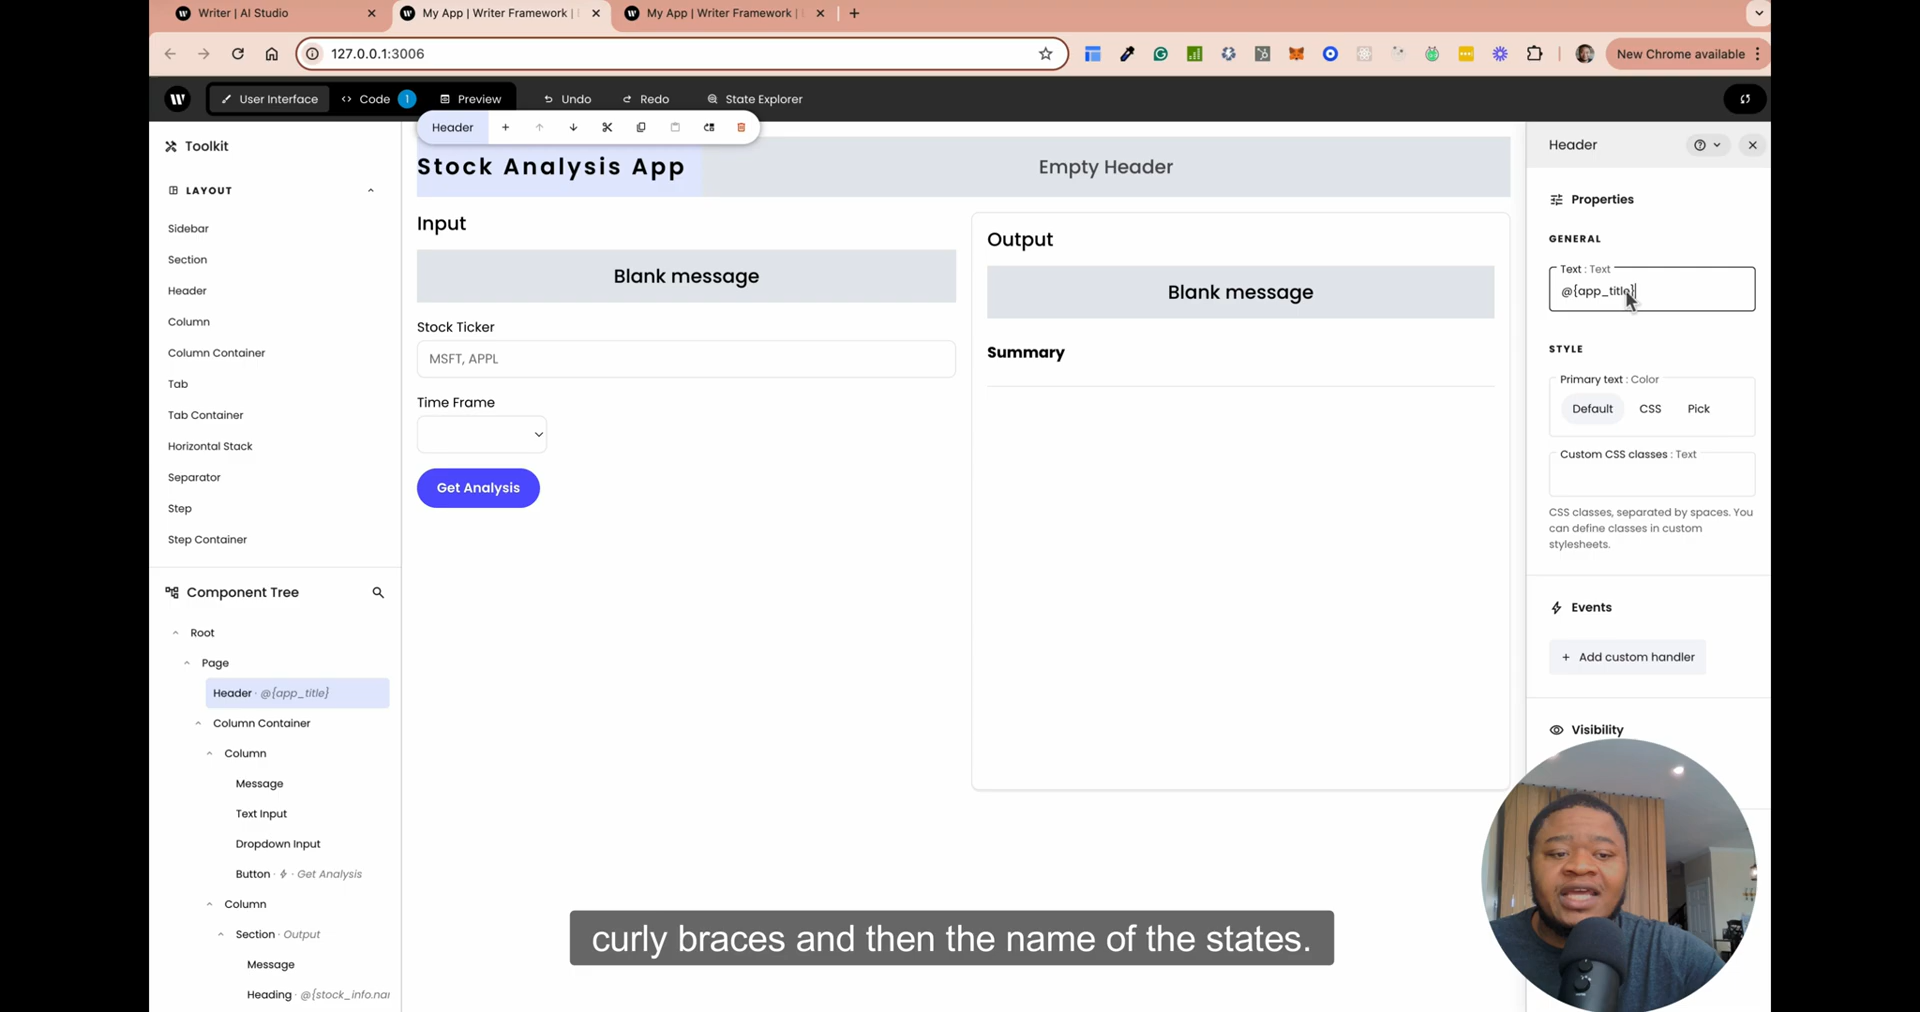 Writer | AI Studio
My App | Writer Framework |
My App | Writer Framework |
127.0.0.1:3006
New Chrome available
User Interface
Code 1
Preview
Undo
Redo
State Explorer
Toolkit
LAYOUT
Sidebar
Section
Header
Column
Column Container
Tab
Tab Container
Horizontal Stack
Separator
Step
Step Container
Component Tree
Root
Page
Header · @{app_title}
Column Container
Column
Message
Text Input
Dropdown Input
Button · Get Analysis
Column
Section · Output
Message
Heading · @{stock_info.nar
Header
Stock Analysis App
Empty Header
Input
Blank message
Stock Ticker
MSFT, APPL
Time Frame
Get Analysis
Output
Blank message
Summary
Header
Properties
GENERAL
Text : Text
@{app_title}
STYLE
Primary text : Color
Default CSS Pick
Custom CSS classes : Text
CSS classes, separated by spaces. You
can define classes in custom
stylesheets.
Events
+ Add custom handler
Visibility
curly braces and then the name of the states.